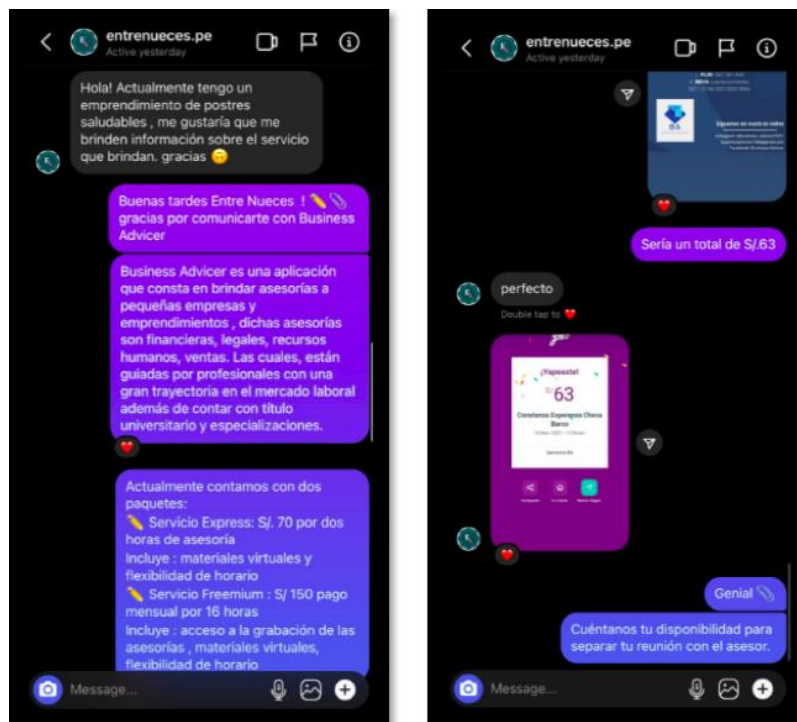 entrenueces.pe
Active yesterday
Hola! Actualmente tengo un
emprendimiento de postres
saludables , me gustaría que me
brinden información sobre el servicio
que brindan. gracias
Buenas tardes Entre Nueces !
gracias por comunicarte con Business
Advicer
Business Advicer es una aplicación
que consta en brindar asesorías a
pequeñas empresas y
emprendimientos , dichas asesorías
son financieras, legales, recursos
humanos, ventas. Las cuales, están
guiadas por profesionales con una
gran trayectoria en el mercado laboral
además de contar con título
universitario y especializaciones.
Actualmente contamos con dos
paquetes:
Servicio Express: S/. 70 por dos
horas de asesoría
Incluye : materiales virtuales y
flexibilidad de horario
Servicio Freemium : S/ 150 pago
mensual por 16 horas
Incluye : acceso a la grabación de las
asesorías , materiales virtuales,
flexibilidad de horario
Message...
entrenueces.pe
Active yesterday
BA
Síguenos en nuestras redes
Sería un total de S/.63
perfecto
Double tap to
¡Yapeaste!
S/ 63
Constanza Esperanza Checa
Servicios BA
Genial
Cuéntanos tu disponibilidad para
separar tu reunión con el asesor.
Message...